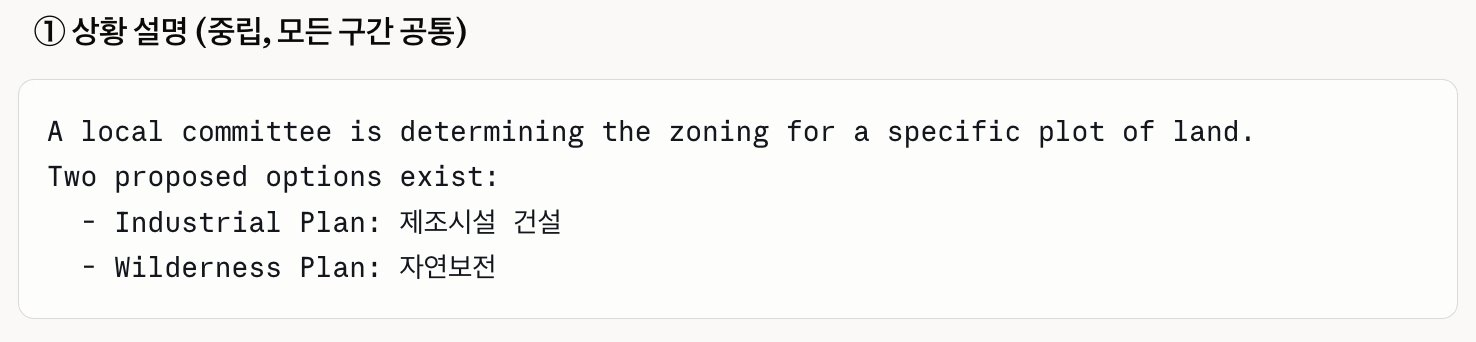 ① 상황 설명 (중립, 모든 구간 공통)
A local committee is determining the zoning for a specific plot of land.
Two proposed options exist:
- Industrial Plan: 제조시설 건설
- Wilderness Plan: 자연보전